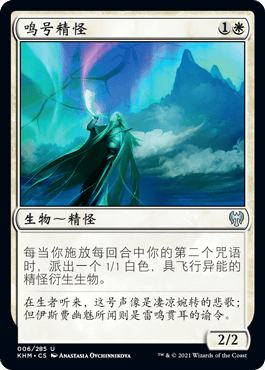 鸣号精怪 1
生物～精怪
每当你施放每回合中你的第二个咒语
时，派出一个 1/1 白色，具飞行异能的
精怪衍生生物。
在生者听来，这号声像是凄凉婉转的悲歌；
但伊斯费幽魅所闻则是雷鸣贯耳的谕令。
2/2
006/285 U
KHM • CS ANASTASIA OVCHINNIKOVA
™ & © 2021 Wizards of the Coast